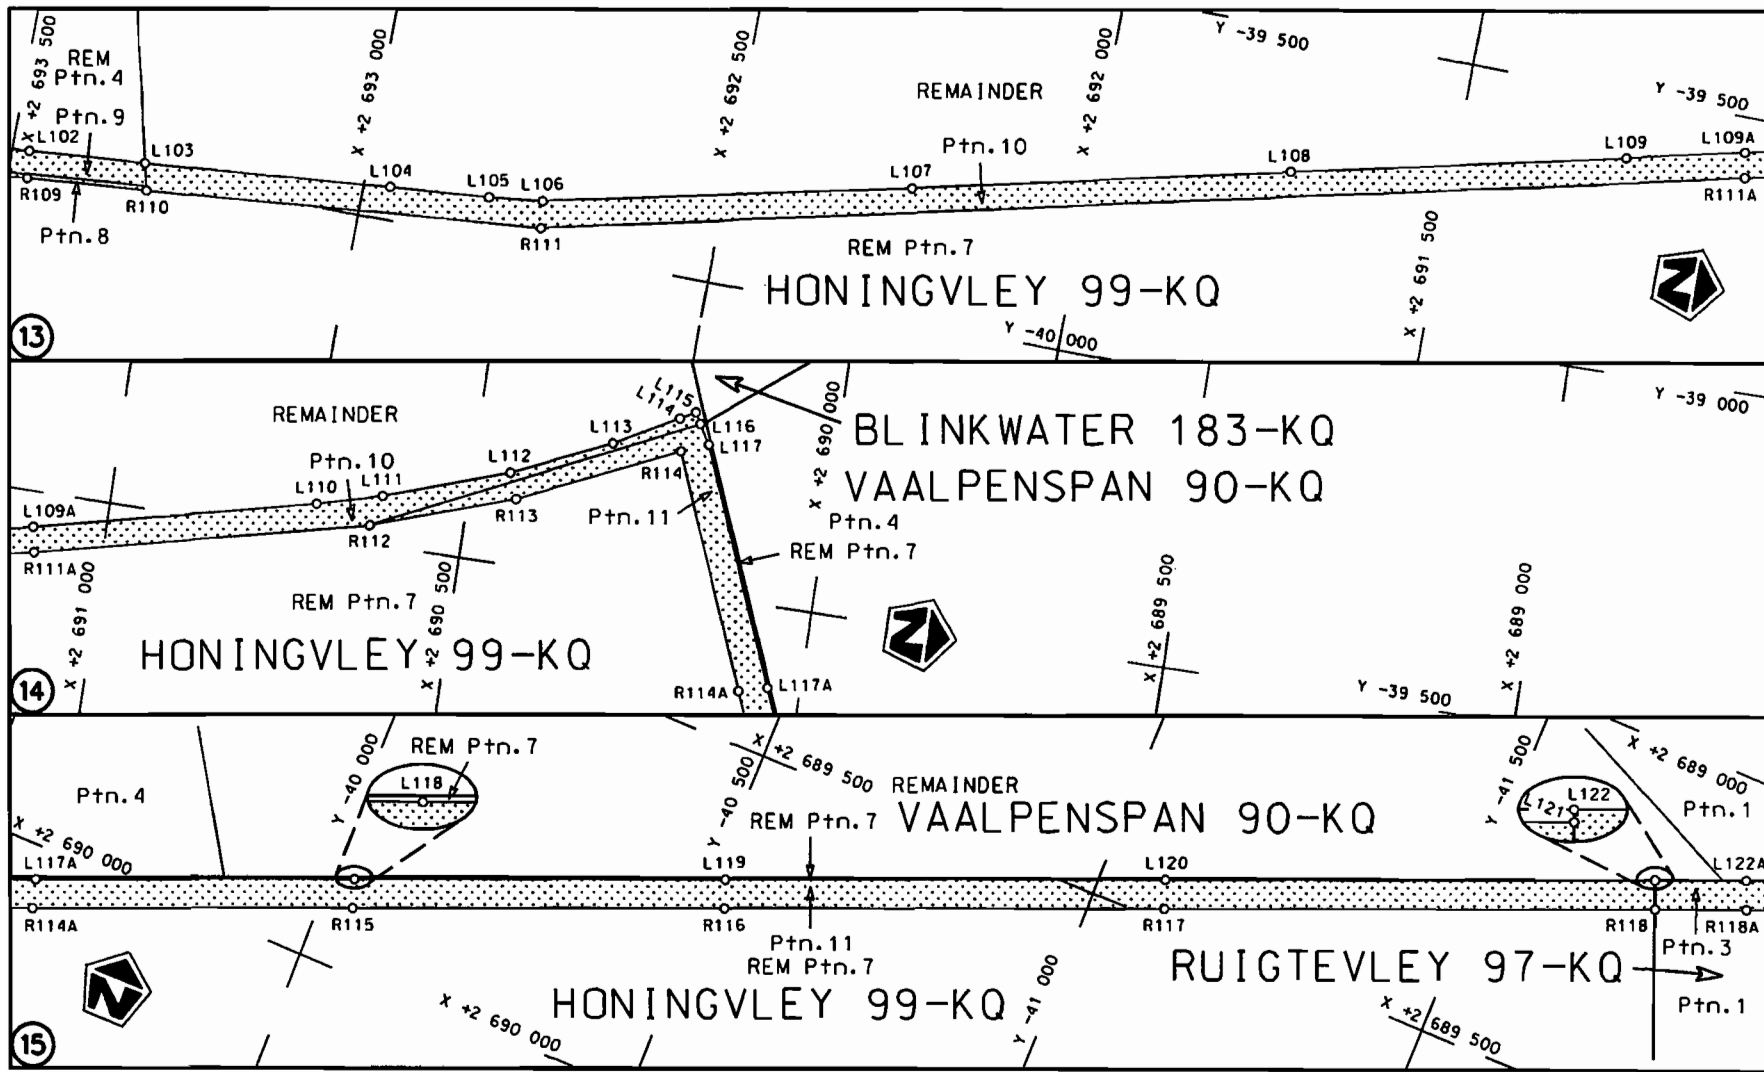 X +2 693 500
REM
Ptn.4
Ptn.9
L102
L103
R109
R110
Ptn.8
X +2 693 000
L104
L105
L106
R111
X +2 692 500
REMAINDER
Ptn.10
L107
X +2 692 000
Y -39 500
L108
L109
Y -39 500
L109A
R111A
REM Ptn.7
HONINGVLEY 99-KQ
X +2 691 500
Y -40 000
N
13
REMAINDER
Ptn.10
L109A
L110
L111
L112
L113
L114
L115
L116
L117
R111A
R112
R113
R114
Ptn.11
BLINKWATER 183-KQ
VAALPENSPAN 90-KQ
X +2 690 000
Ptn.4
REM Ptn.7
Y -39 000
X +2 691 000
REM Ptn.7
X +2 690 500
HONINGVLEY 99-KQ
R114A
L117A
N
X +2 689 500
Y -39 500
X +2 689 000
14
Ptn.4
X +2 690 000
Y -40 000
REM Ptn.7
L118
Y -40 500
X +2 689 500
REMAINDER
VAALPENSPAN 90-KQ
REM Ptn.7
Y -41 500
L121
L122
X +2 689 000
Ptn.1
L117A
L119
L120
L122A
R114A
R115
R116
R117
R118
R118A
Ptn.11
REM Ptn.7
Ptn.3
RUIGTEVLEY 97-KQ
Ptn.1
HONINGVLEY 99-KQ
N
X +2 690 000
Y -41 000
X +2 689 500
15